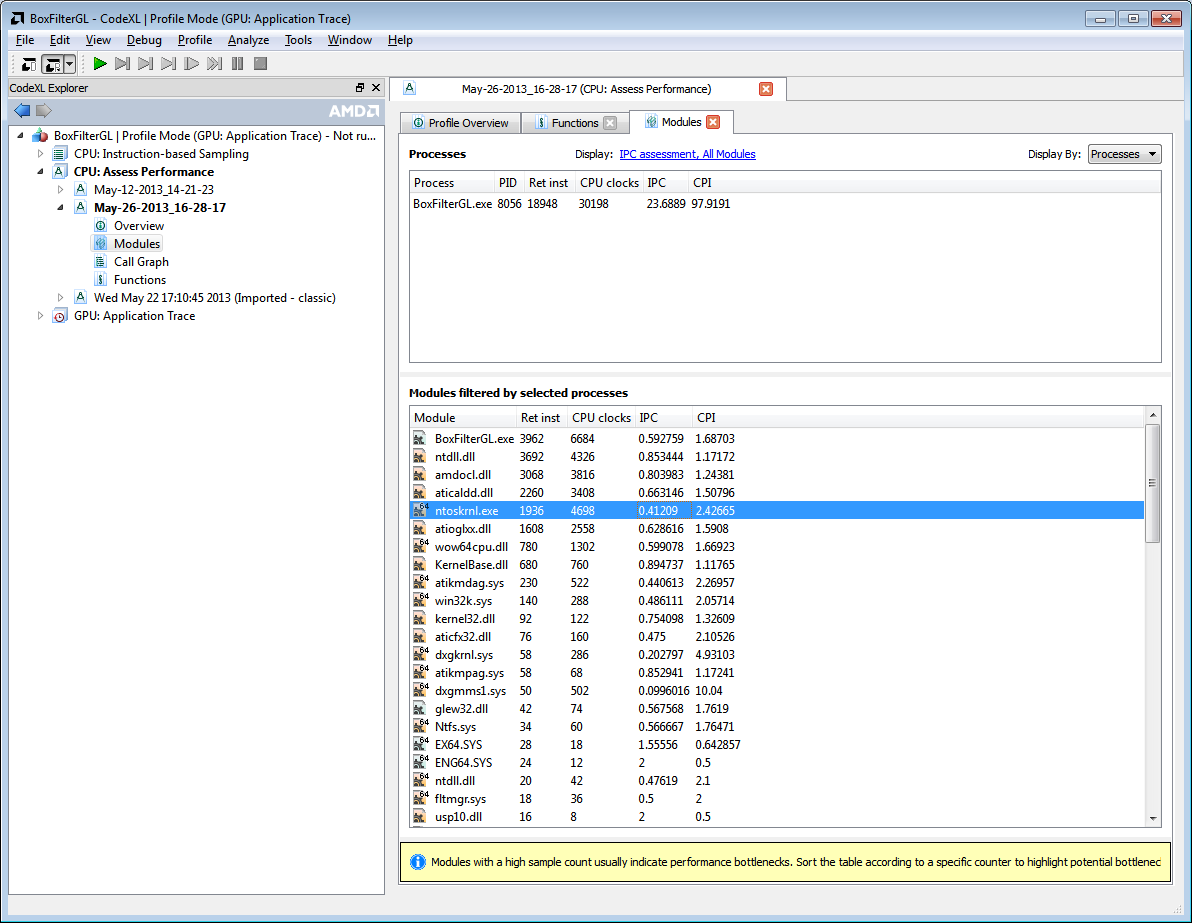 BoxFilterGL - CodeXL | Profile Mode (GPU: Application Trace)
File Edit View Debug Profile Analyze Tools Window Help
CodeXL Explorer
AMD
BoxFilterGL | Profile Mode (GPU: Application Trace) - Not ru...
CPU: Instruction-based Sampling
CPU: Assess Performance
May-12-2013_14-21-23
May-26-2013_16-28-17
Overview
Modules
Call Graph
Functions
Wed May 22 17:10:45 2013 (Imported - classic)
GPU: Application Trace
May-26-2013_16-28-17 (CPU: Assess Performance)
Profile Overview Functions Modules
Processes Display: IPC assessment, All Modules Display By: Processes
Process PID Ret inst CPU clocks IPC CPI
BoxFilterGL.exe 8056 18948 30198 23.6889 97.9191
Modules filtered by selected processes
Module Ret inst CPU clocks IPC CPI
BoxFilterGL.exe 3962 6684 0.592759 1.68703
ntdll.dll 3692 4326 0.853444 1.17172
amdocl.dll 3068 3816 0.803983 1.24381
aticaldd.dll 2260 3408 0.663146 1.50796
64 ntoskrnl.exe 1936 4698 0.41209 2.42665
atioglxx.dll 1608 2558 0.628616 1.5908
64 wow64cpu.dll 780 1302 0.599078 1.66923
KernelBase.dll 680 760 0.894737 1.11765
64 atikmdag.sys 230 522 0.440613 2.26957
64 win32k.sys 140 288 0.486111 2.05714
kernel32.dll 92 122 0.754098 1.32609
aticfx32.dll 76 160 0.475 2.10526
64 dxgkrnl.sys 58 286 0.202797 4.93103
64 atikmpag.sys 58 68 0.852941 1.17241
64 dxgmms1.sys 50 502 0.0996016 10.04
glew32.dll 42 74 0.567568 1.7619
64 Ntfs.sys 34 60 0.566667 1.76471
64 EX64.SYS 28 18 1.55556 0.642857
64 ENG64.SYS 24 12 2 0.5
64 ntdll.dll 20 42 0.47619 2.1
64 fltmgr.sys 18 36 0.5 2
usp10.dll 16 8 2 0.5
Modules with a high sample count usually indicate performance bottlenecks. Sort the table according to a specific counter to highlight potential bottlenec